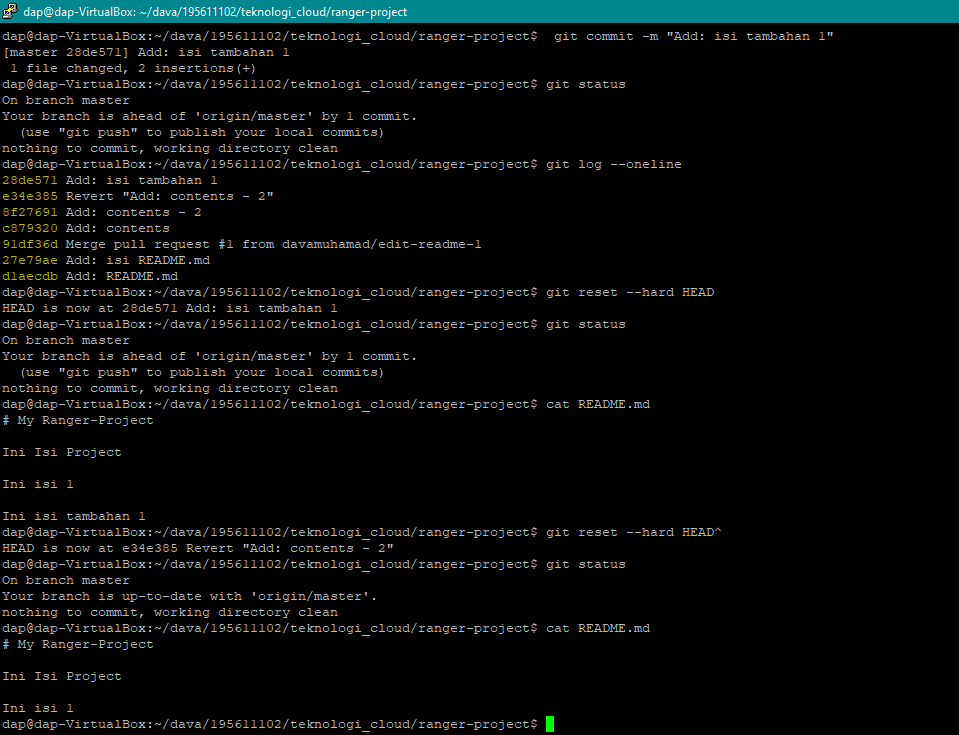 dap@dap-VirtualBox: ~/dava/195611102/teknologi_cloud/ranger-project
dap@dap-VirtualBox:~/dava/195611102/teknologi_cloud/ranger-project$  git commit -m "Add: isi tambahan 1"
[master 28de571] Add: isi tambahan 1
 1 file changed, 2 insertions(+)
dap@dap-VirtualBox:~/dava/195611102/teknologi_cloud/ranger-project$ git status
On branch master
Your branch is ahead of 'origin/master' by 1 commit.
  (use "git push" to publish your local commits)
nothing to commit, working directory clean
dap@dap-VirtualBox:~/dava/195611102/teknologi_cloud/ranger-project$ git log --oneline
28de571 Add: isi tambahan 1
e34e385 Revert "Add: contents - 2"
8f27691 Add: contents - 2
c879320 Add: contents
91df36d Merge pull request #1 from davamuhamad/edit-readme-1
27e79ae Add: isi README.md
d1aecdb Add: README.md
dap@dap-VirtualBox:~/dava/195611102/teknologi_cloud/ranger-project$ git reset --hard HEAD
HEAD is now at 28de571 Add: isi tambahan 1
dap@dap-VirtualBox:~/dava/195611102/teknologi_cloud/ranger-project$ git status
On branch master
Your branch is ahead of 'origin/master' by 1 commit.
  (use "git push" to publish your local commits)
nothing to commit, working directory clean
dap@dap-VirtualBox:~/dava/195611102/teknologi_cloud/ranger-project$ cat README.md
# My Ranger-Project

Ini Isi Project

Ini isi 1

Ini isi tambahan 1
dap@dap-VirtualBox:~/dava/195611102/teknologi_cloud/ranger-project$ git reset --hard HEAD^
HEAD is now at e34e385 Revert "Add: contents - 2"
dap@dap-VirtualBox:~/dava/195611102/teknologi_cloud/ranger-project$ git status
On branch master
Your branch is up-to-date with 'origin/master'.
nothing to commit, working directory clean
dap@dap-VirtualBox:~/dava/195611102/teknologi_cloud/ranger-project$ cat README.md
# My Ranger-Project

Ini Isi Project

Ini isi 1
dap@dap-VirtualBox:~/dava/195611102/teknologi_cloud/ranger-project$